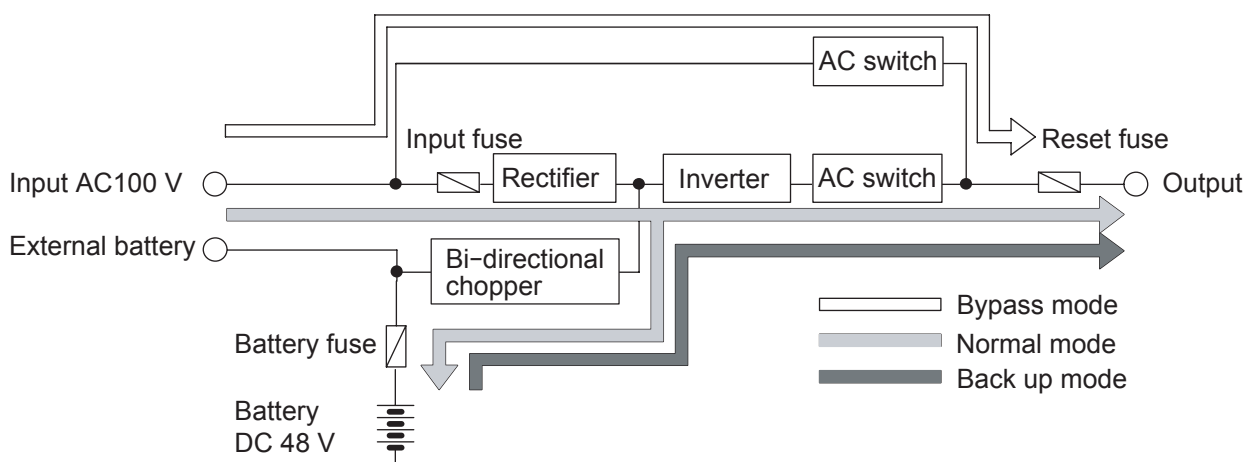 AC switch
Input fuse
Reset fuse
Input AC100 V
Rectifier
Inverter
AC switch
Output
External battery
Bi-directional
chopper
Battery fuse
Battery
DC 48 V
Bypass mode
Normal mode
Back up mode